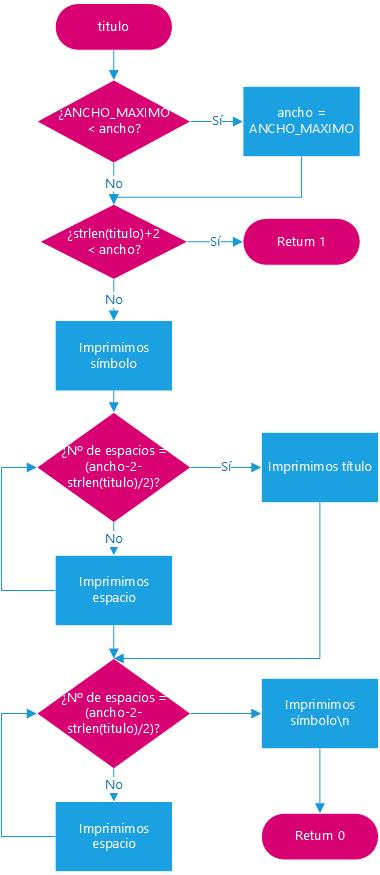 titulo
¿ANCHO_MAXIMO
< ancho?
Sí
ancho =
ANCHO_MAXIMO
No
¿strlen(titulo)+2
< ancho?
Sí
Return 1
No
Imprimimos
símbolo
¿Nº de espacios =
(ancho-2-
strlen(titulo)/2)?
Sí
Imprimimos título
No
Imprimimos
espacio
¿Nº de espacios =
(ancho-2-
strlen(titulo)/2)?
Imprimimos
símbolo\n
No
Imprimimos
espacio
Return 0